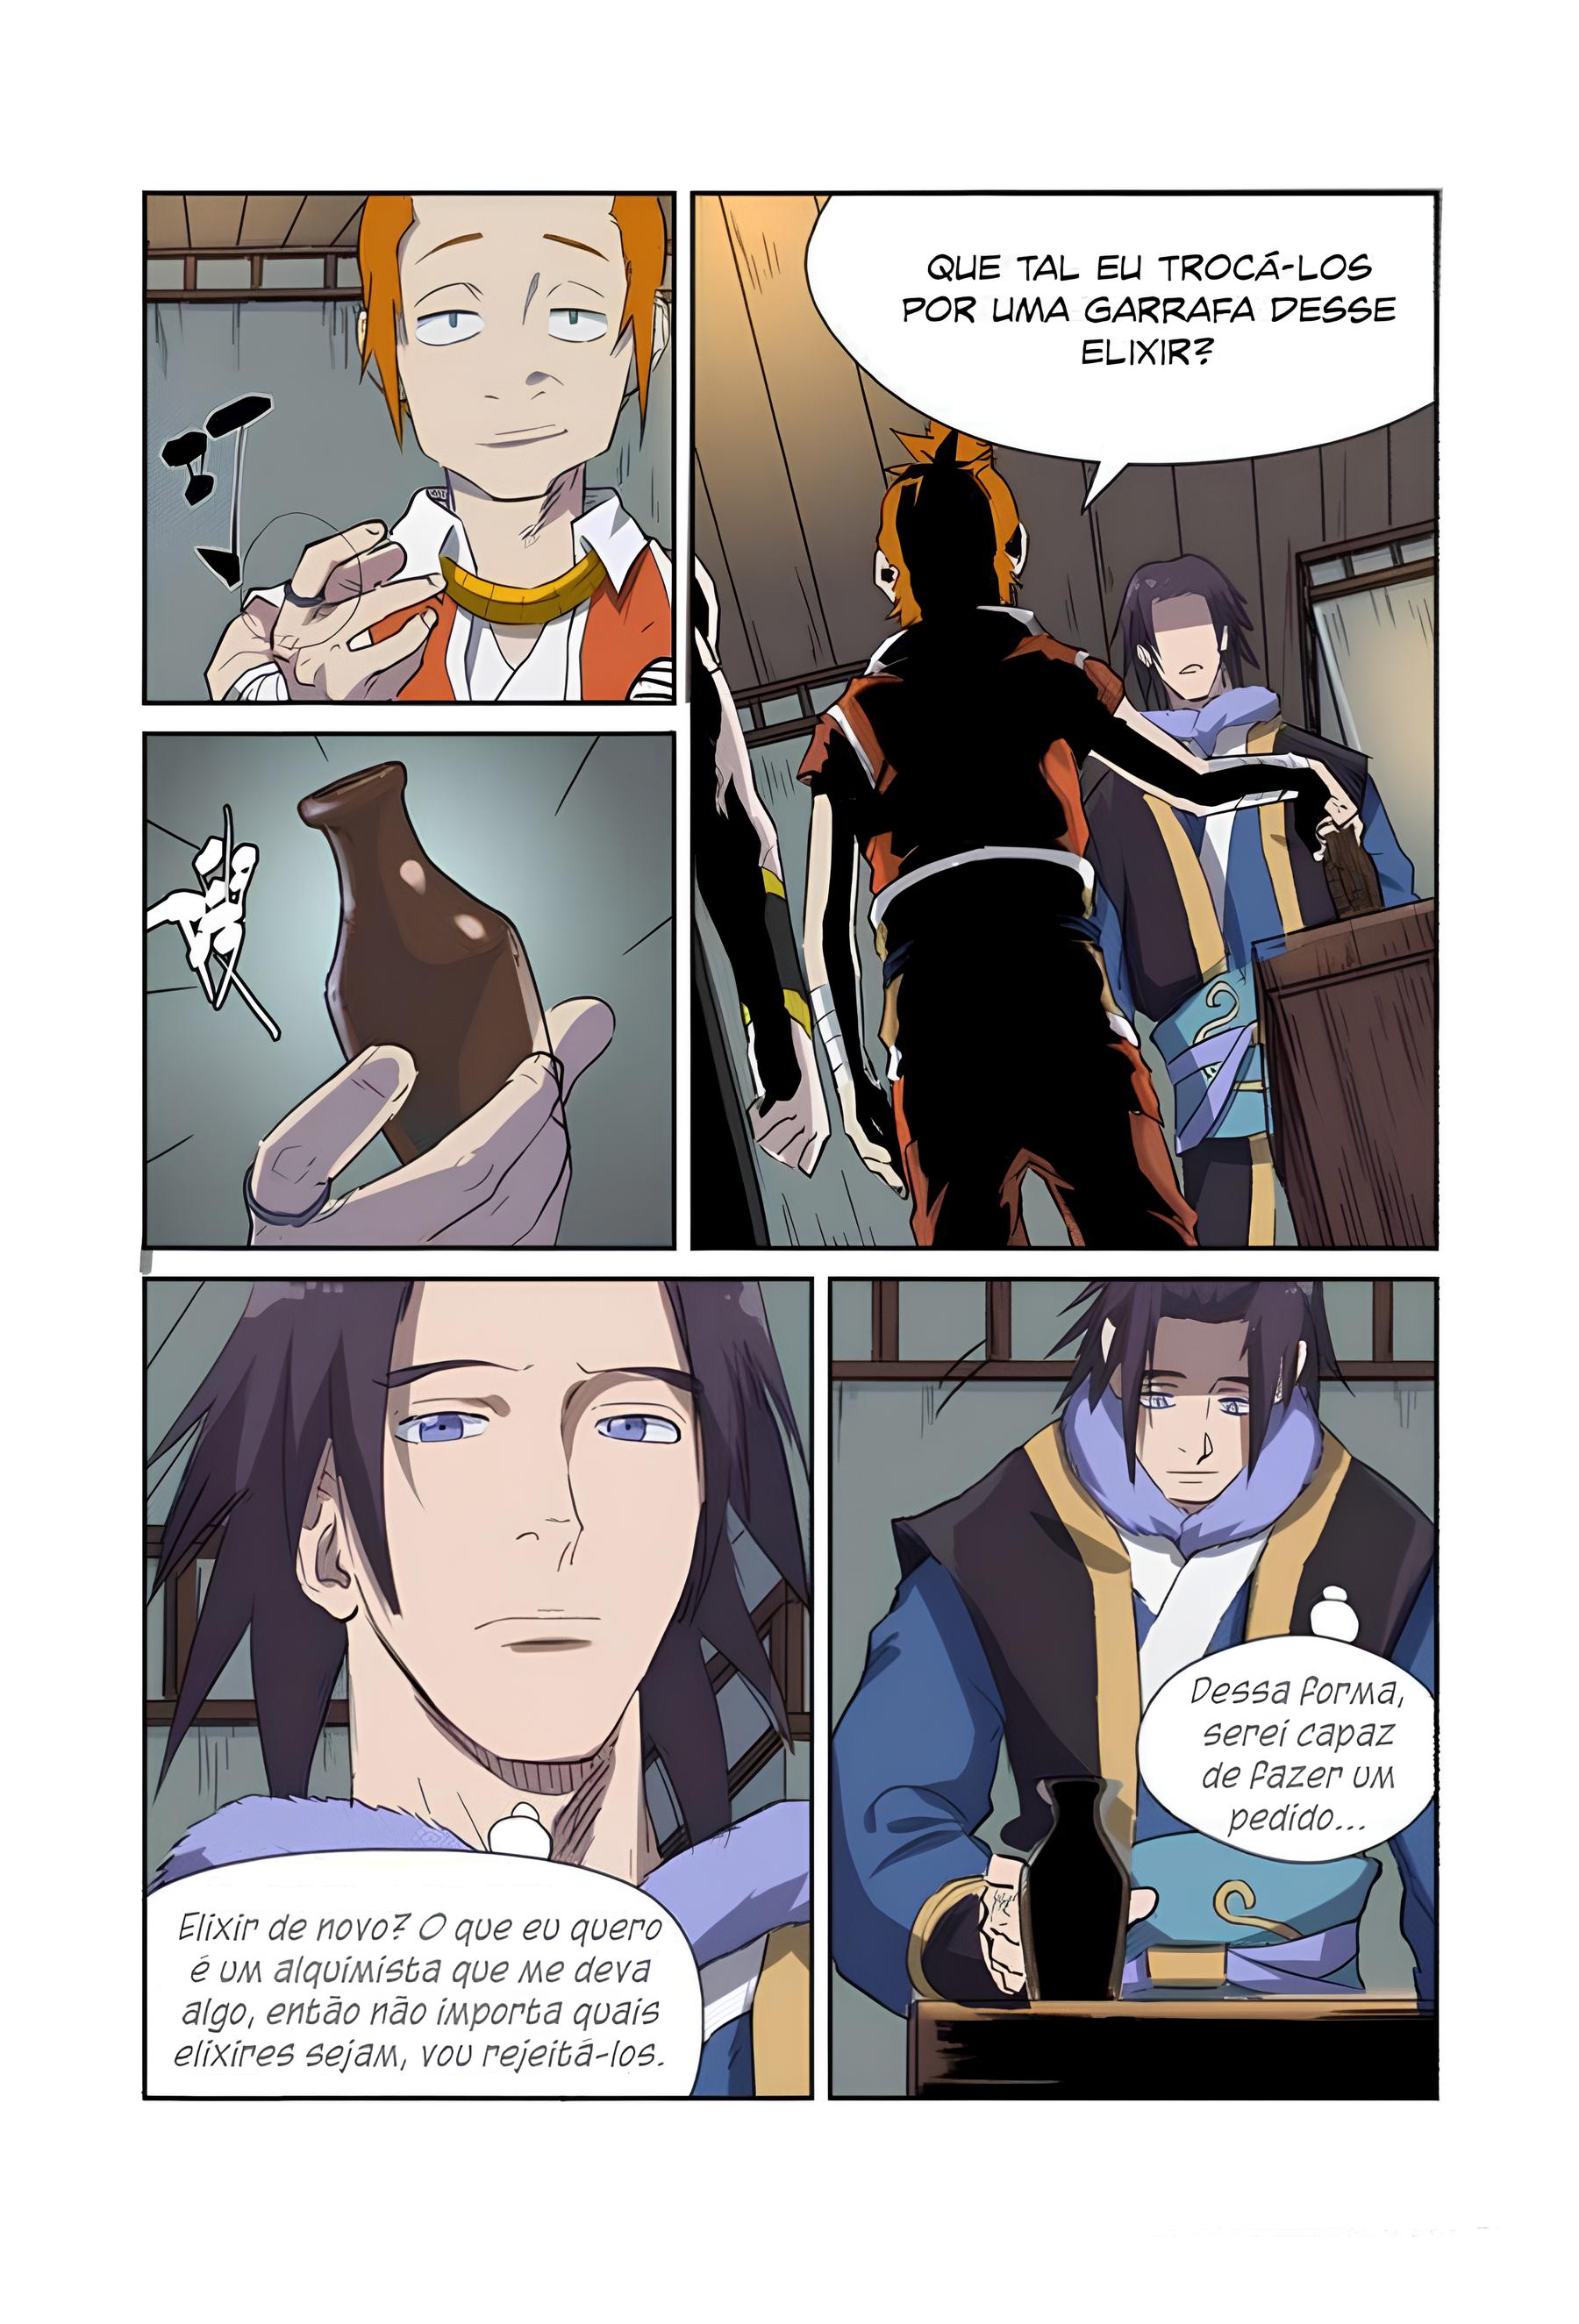 QUE TAL EU TROCÁ-LOS
POR UMA GARRAFA DESSE
ELIXIR?
Elixir de novo? O que eu quero
é um alquimista que me deva
algo, então não importa quais
elixires sejam, vou rejeitá-los.
Dessa forma,
serei capaz
de fazer um
pedido...